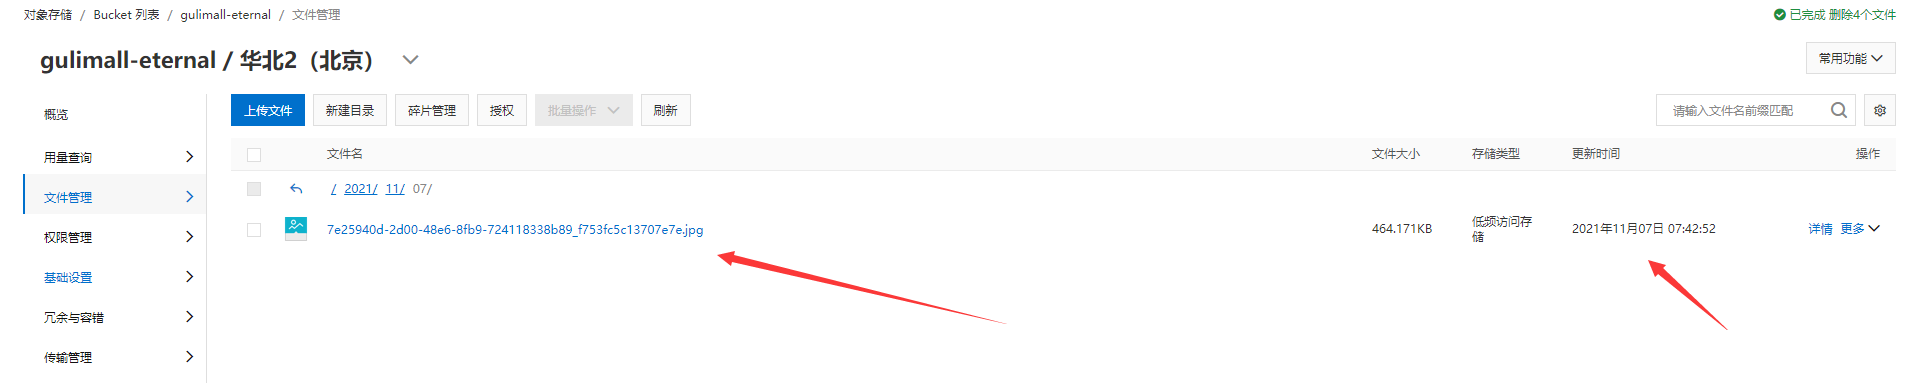 对象存储 / Bucket 列表 / gulimall-eternal / 文件管理
已完成 删除4个文件
gulimall-eternal / 华北2（北京）
常用功能
概览
用量查询
文件管理
权限管理
基础设置
冗余与容错
传输管理
上传文件 新建目录 碎片管理 授权 批量操作 刷新
请输入文件名前缀匹配
文件名 文件大小 存储类型 更新时间 操作
/ 2021/ 11/ 07/
7e25940d-2d00-48e6-8fb9-724118338b89_f753fc5c13707e7e.jpg 464.171KB 低频访问存
储 2021年11月07日 07:42:52 详情 更多